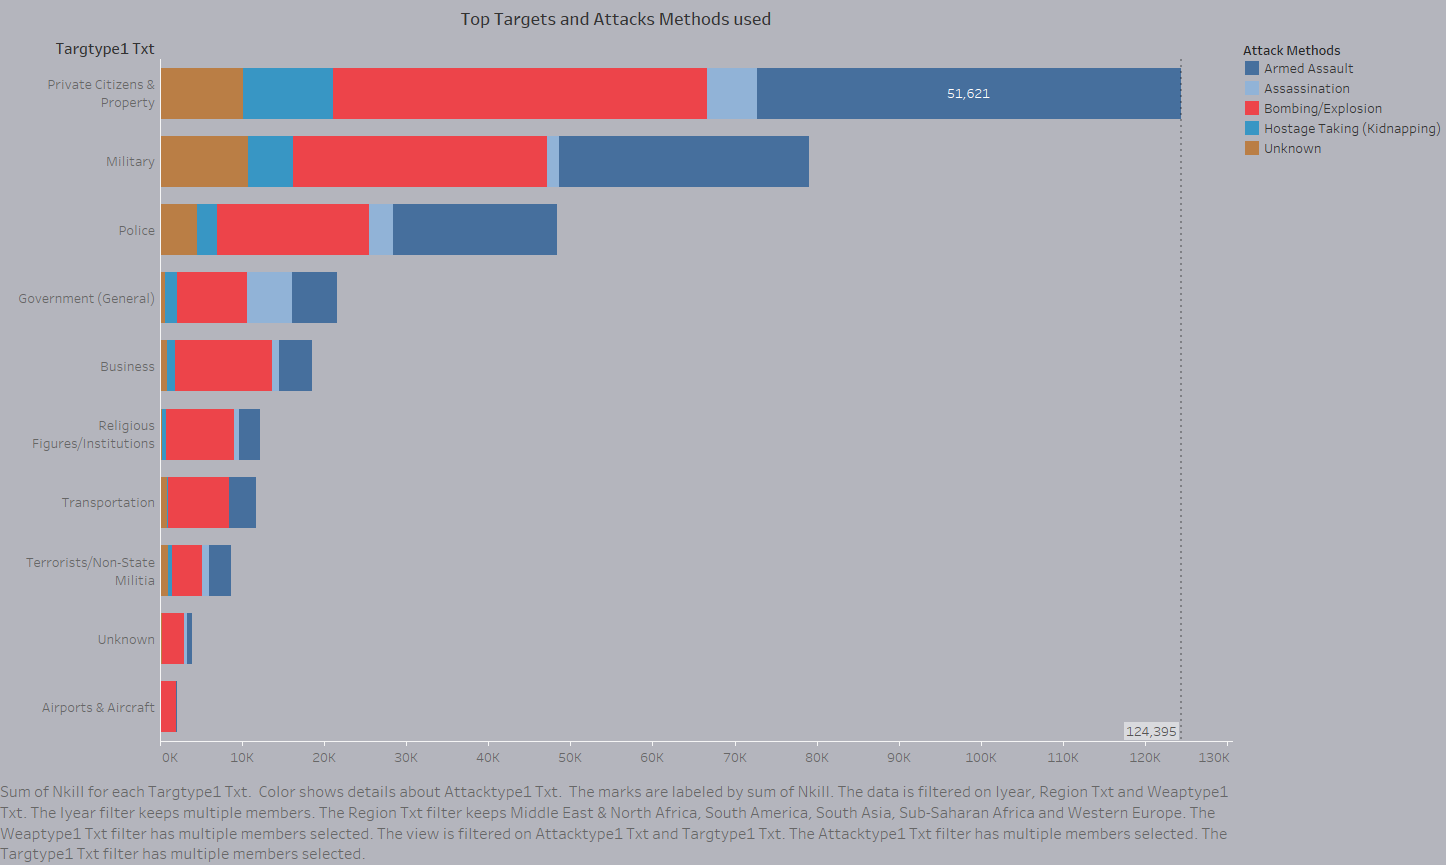 Top Targets and Attacks Methods used
Targtype1 Txt
Private Citizens &
Property
51,621
Military
Police
Government (General)
Business
Religious
Figures/Institutions
Transportation
Terrorists/Non-State
Militia
Unknown
Airports & Aircraft
124,395
0K 10K 20K 30K 40K 50K 60K 70K 80K 90K 100K 110K 120K 130K
Attack Methods
Armed Assault
Assassination
Bombing/Explosion
Hostage Taking (Kidnapping)
Unknown
Sum of Nkill for each Targtype1 Txt.  Color shows details about Attacktype1 Txt.  The marks are labeled by sum of Nkill. The data is filtered on Iyear, Region Txt and Weaptype1
Txt. The Iyear filter keeps multiple members. The Region Txt filter keeps Middle East & North Africa, South America, South Asia, Sub-Saharan Africa and Western Europe. The
Weaptype1 Txt filter has multiple members selected. The view is filtered on Attacktype1 Txt and Targtype1 Txt. The Attacktype1 Txt filter has multiple members selected. The
Targtype1 Txt filter has multiple members selected.